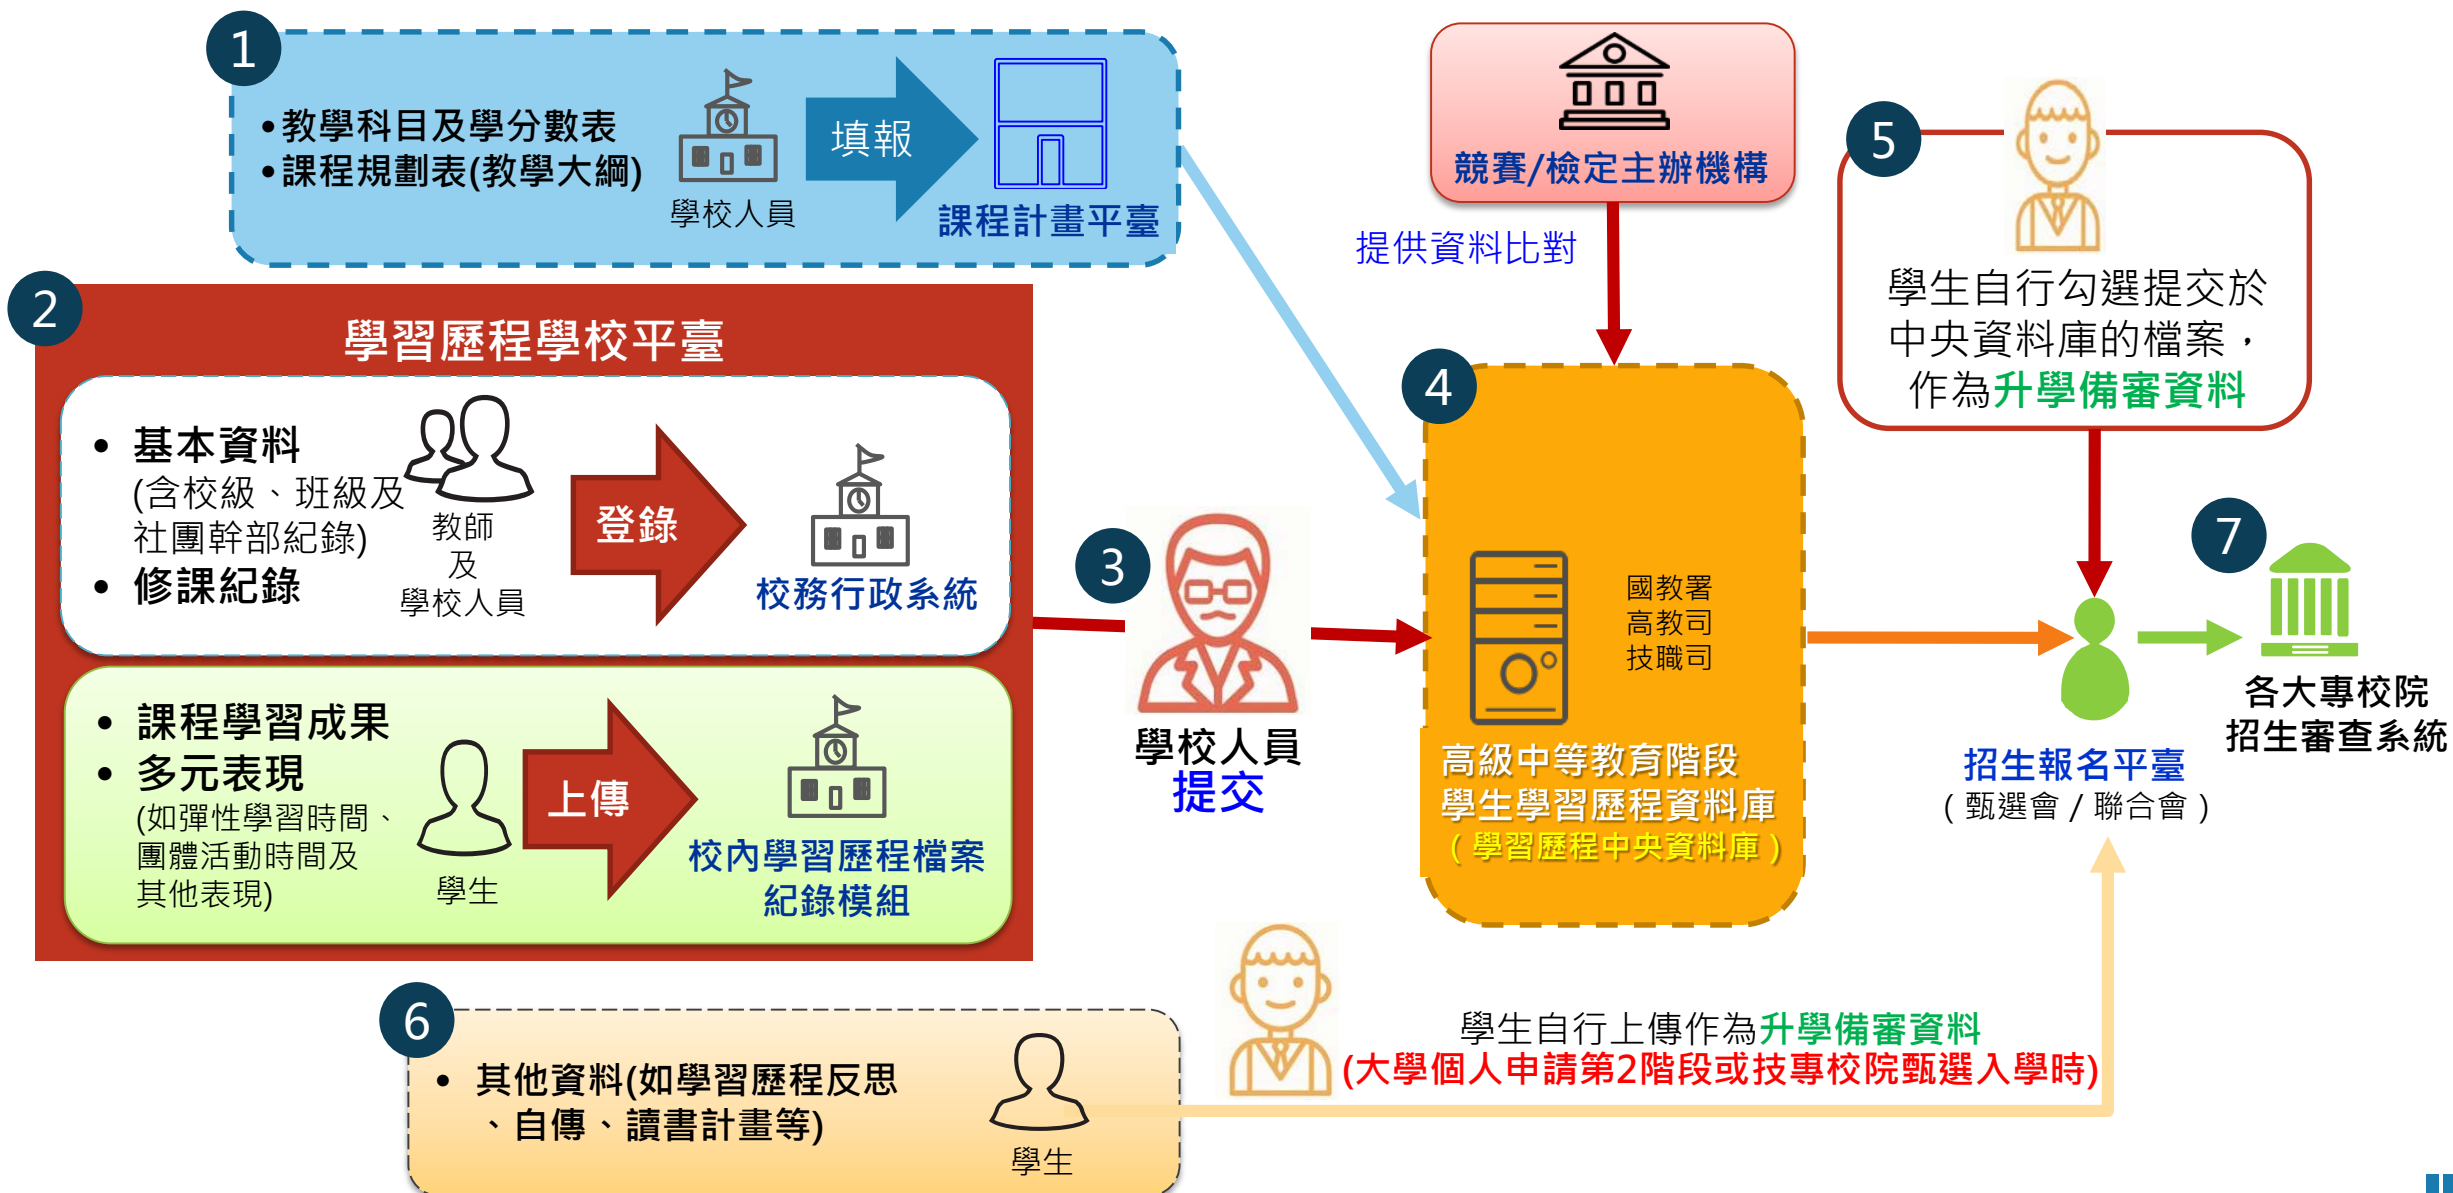 1
•教學科目及學分數表
•課程規劃表(教學大綱)
學校人員
填報
課程計畫平臺
2
學習歷程學校平臺
• 基本資料
(含校級、班級及
社團幹部紀錄)
• 修課紀錄
教師
及
學校人員
登錄
校務行政系統
• 課程學習成果
• 多元表現
(如彈性學習時間、
團體活動時間及
其他表現)
學生
上傳
校內學習歷程檔案
紀錄模組
3
學校人員
提交
競賽/檢定主辦機構
提供資料比對
4
國教署
高教司
技職司
高級中等教育階段
學生學習歷程資料庫
(學習歷程中央資料庫)
5
學生自行勾選提交於
中央資料庫的檔案，
作為升學備審資料
招生報名平臺
(甄選會/聯合會)
7
各大專校院
招生審查系統
6
• 其他資料(如學習歷程反思
、自傳、讀書計畫等)
學生
學生自行上傳作為升學備審資料
(大學個人申請第2階段或技專校院甄選入學時)